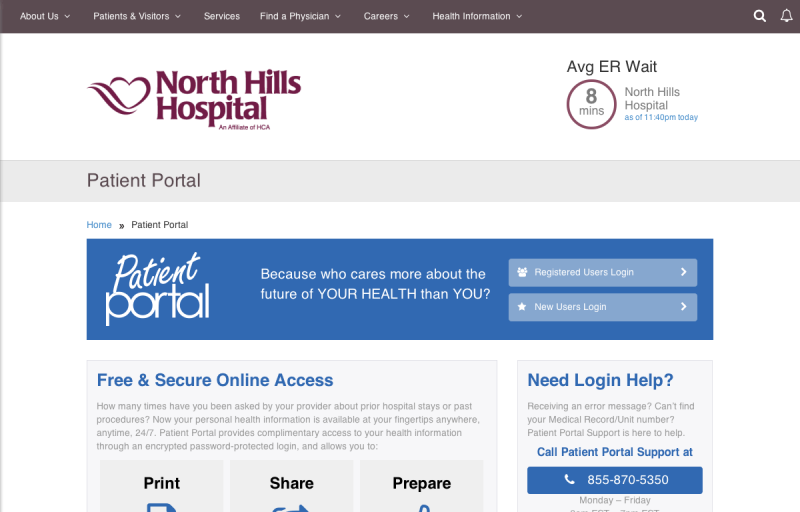 About Us Patients & Visitors Services Find a Physician Careers Health Information
North Hills
Hospital
An Affiliate of HCA
Avg ER Wait
8
mins
North Hills
Hospital
as of 11:40pm today
Patient Portal
Home » Patient Portal
Patient
portal
Because who cares more about the
future of YOUR HEALTH than YOU?
Registered Users Login
New Users Login
Free & Secure Online Access
How many times have you been asked by your provider about prior hospital stays or past
procedures? Now your personal health information is available at your fingertips anywhere,
anytime, 24/7. Patient Portal provides complimentary access to your health information
through an encrypted password-protected login, and allows you to:
Print Share Prepare
Need Login Help?
Receiving an error message? Can't find
your Medical Record/Unit number?
Patient Portal Support is here to help.
Call Patient Portal Support at
855-870-5350
Monday – Friday